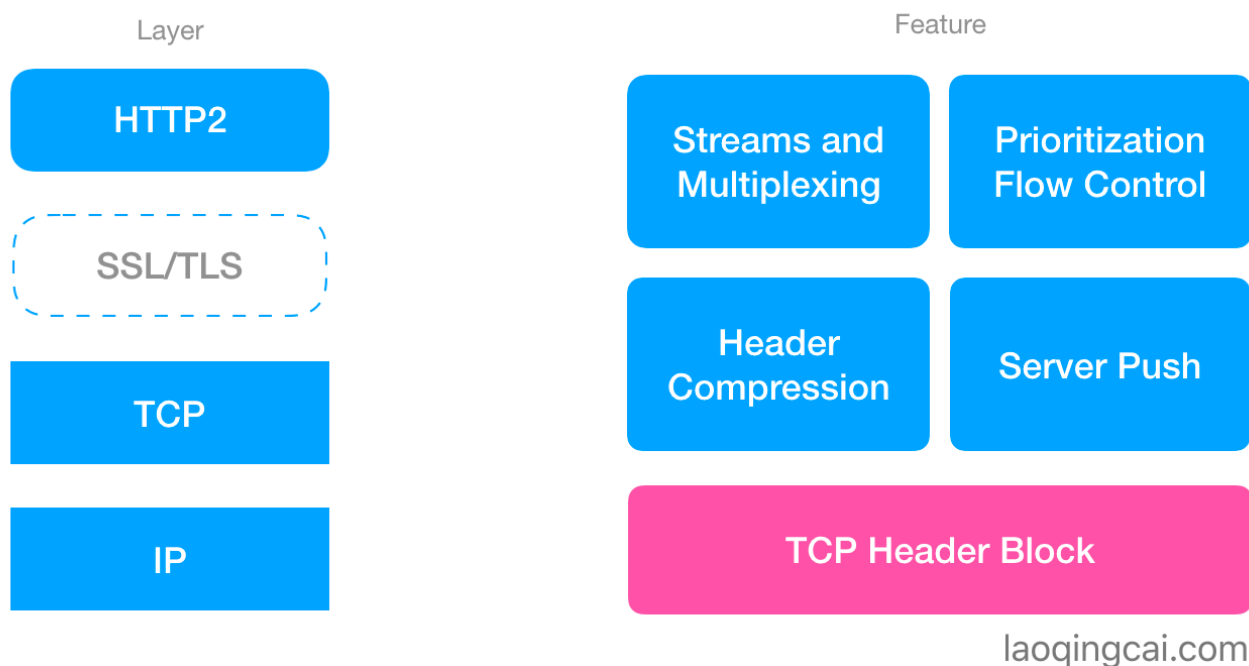 Layer
HTTP2
SSL/TLS
TCP
IP
Feature
Streams and
Multiplexing
Prioritization
Flow Control
Header
Compression
Server Push
TCP Header Block
laoqingcai.com